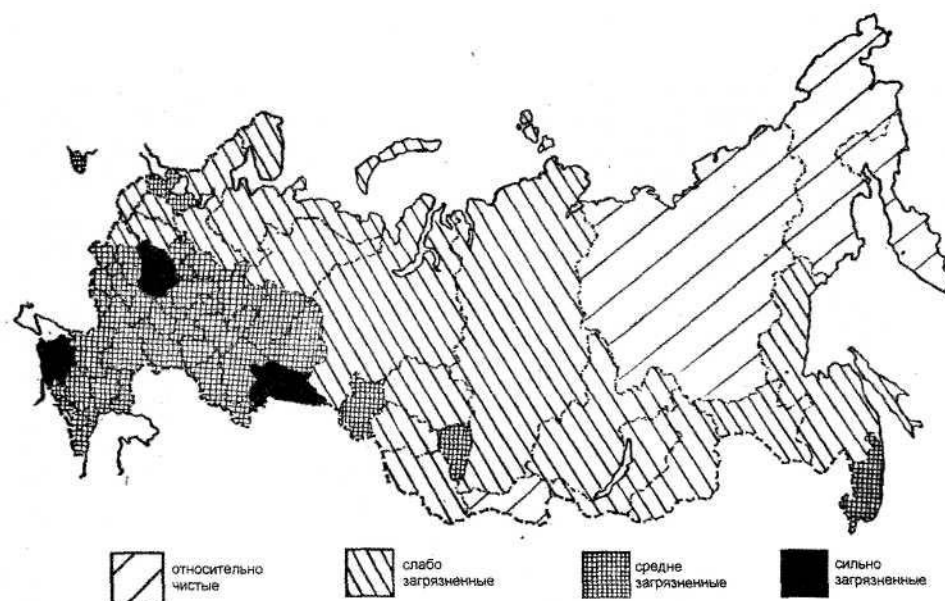 относительно
чистые
слабо
загрязненные
средне
загрязненные
сильно
загрязненные